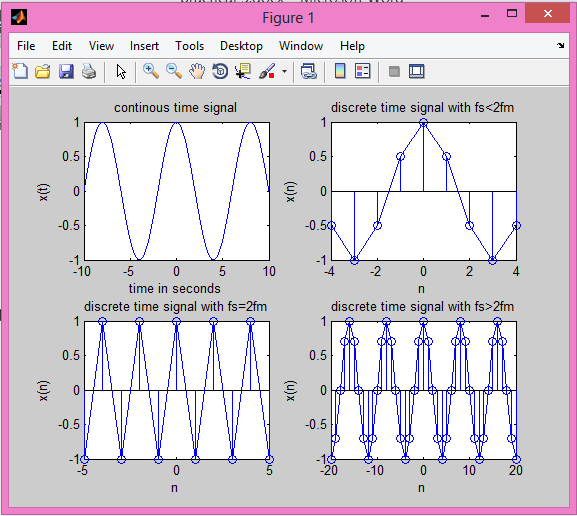 Figure 1
File Edit View Insert Tools Desktop Window Help
continous time signal
1
0.5
0
-0.5
-1
x(t)
-10 -5 0 5 10
time in seconds
discrete time signal with fs<2fm
1
0.5
0
-0.5
-1
x(n)
-4 -2 0 2 4
n
discrete time signal with fs=2fm
1
0.5
0
-0.5
-1
x(n)
-5 0 5
n
discrete time signal with fs>2fm
1
0.5
0
-0.5
-1
x(n)
-20 -10 0 10 20
n